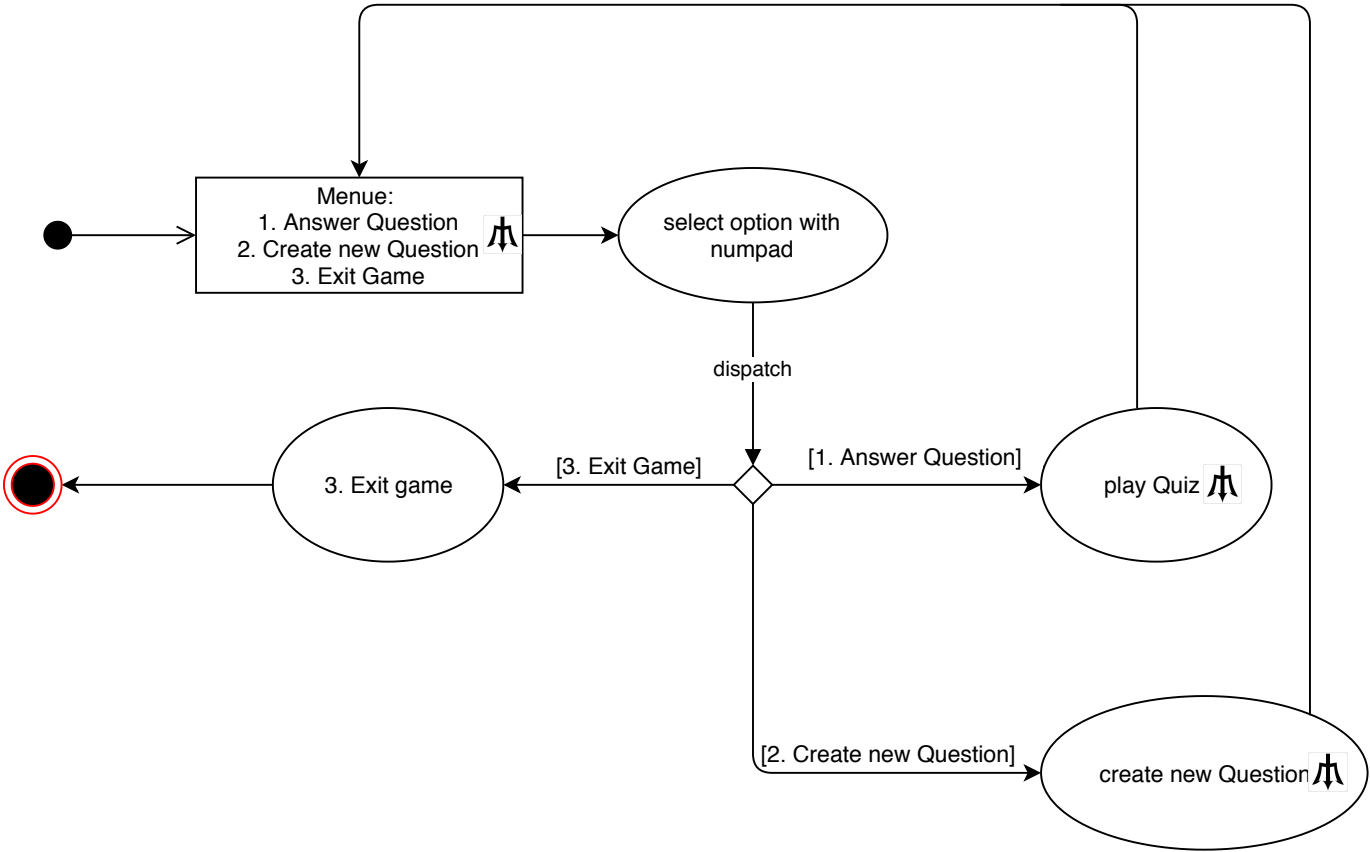 Menue:
1. Answer Question
2. Create new Question
3. Exit Game
select option with
numpad
dispatch
3. Exit game
[3. Exit Game]
[1. Answer Question]
play Quiz
[2. Create new Question]
create new Question